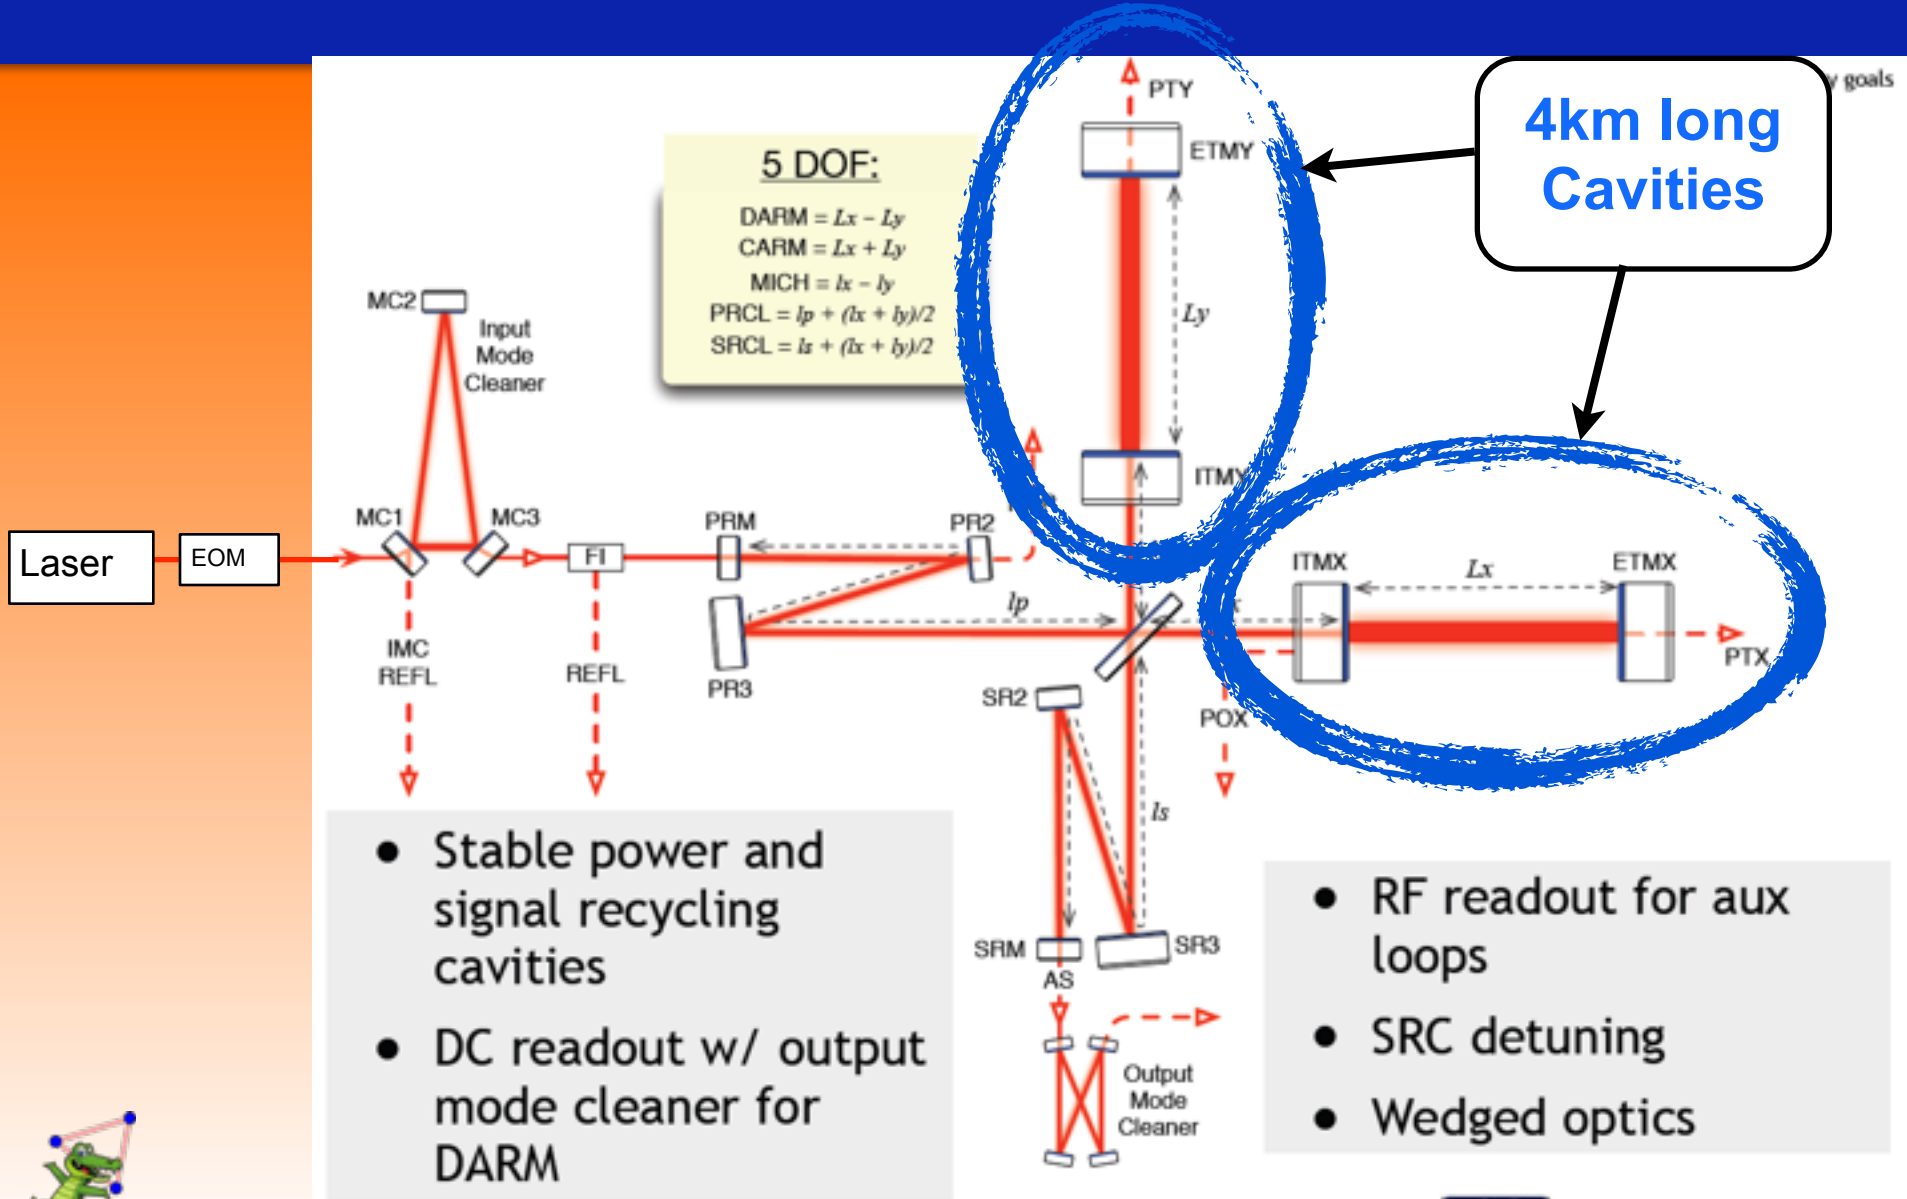 PTY
y goals
4km long
Cavities
5 DOF:
DARM = Lx – Ly
CARM = Lx + Ly
MICH = lx – ly
PRCL = lp + (lx + ly)/2
SRCL = ls + (lx + ly)/2
ETMY
Ly
MC2
Input
Mode
Cleaner
ITMY
MC1
MC3
PRM
PR2
Laser
EOM
FI
ITMX
Lx
ETMX
lp
IMC
REFL
REFL
PR3
SR2
POX
PTX
ls
SRM
SR3
AS
Output
Mode
Cleaner
● Stable power and
signal recycling
cavities
● DC readout w/ output
mode cleaner for
DARM
● RF readout for aux
loops
● SRC detuning
● Wedged optics